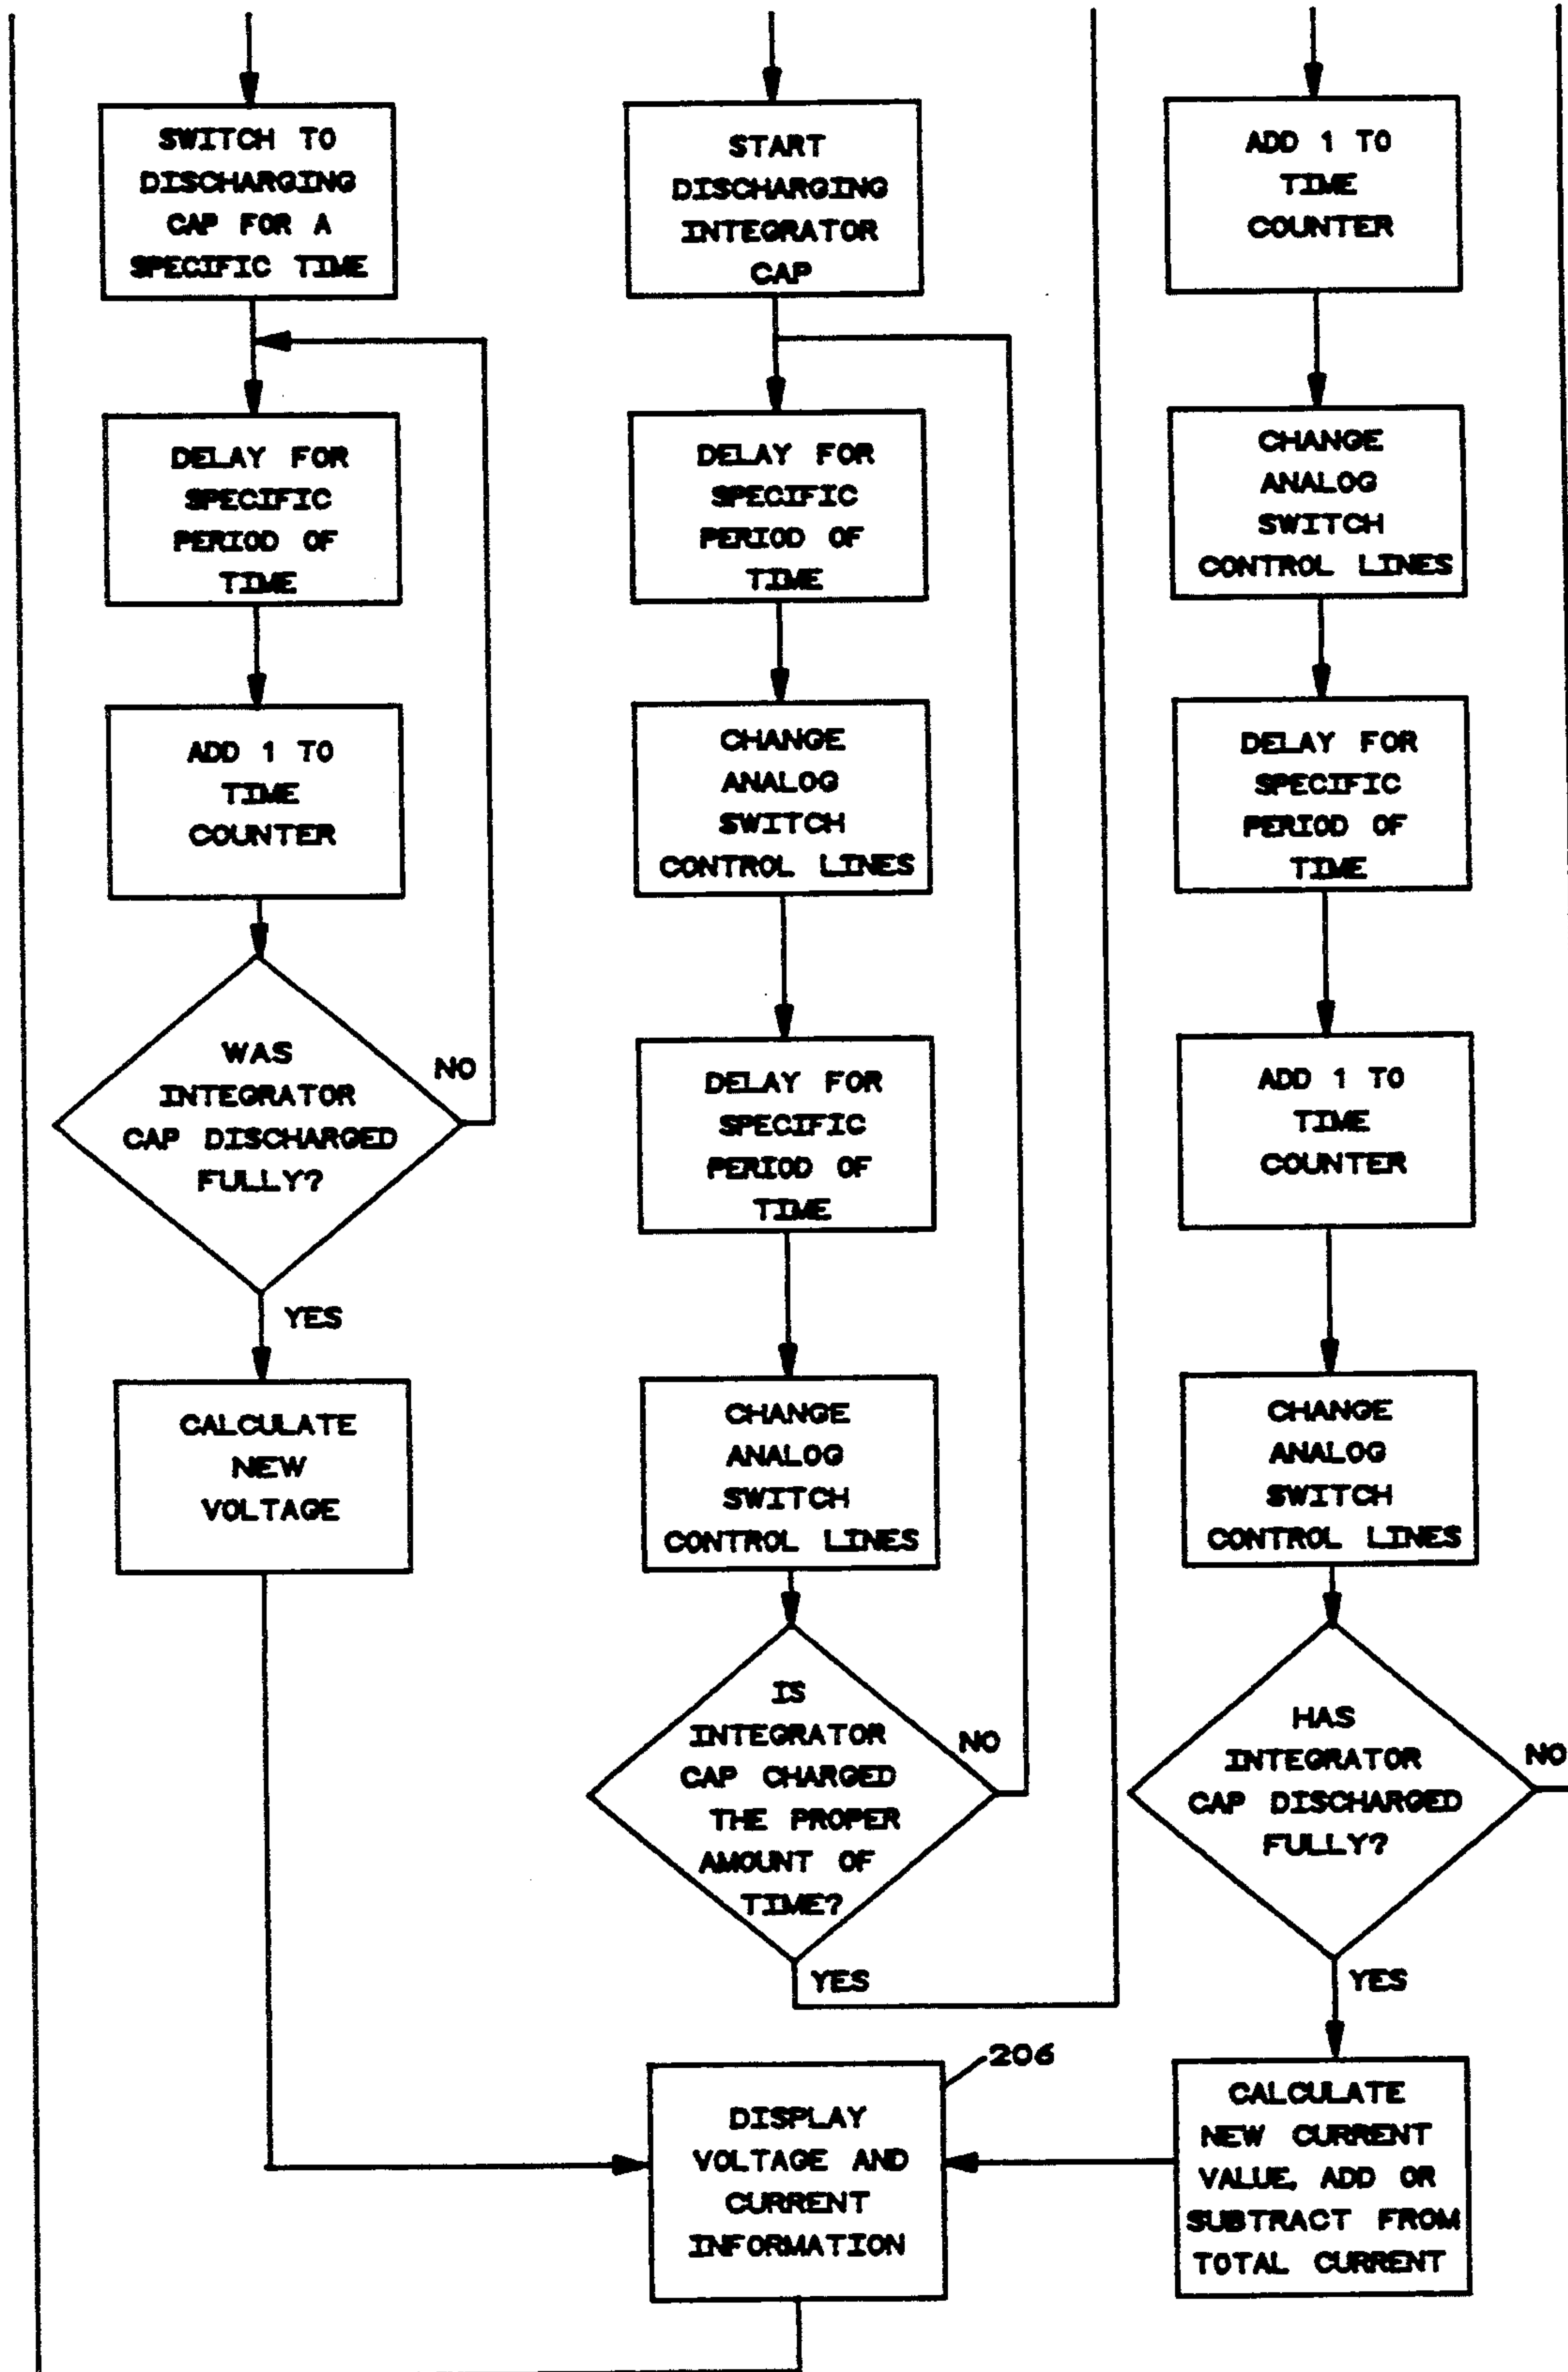 SWITCH TO
DISCHARGING
CAP FOR A
SPECIFIC TIME
DELAY FOR
SPECIFIC
PERIOD OF
TIME
ADD 1 TO
TIME
COUNTER
WAS
INTEGRATOR
CAP DISCHARGED
FULLY?
NO
YES
CALCULATE
NEW
VOLTAGE
START
DISCHARGING
INTEGRATOR
CAP
DELAY FOR
SPECIFIC
PERIOD OF
TIME
CHANGE
ANALOG
SWITCH
CONTROL LINES
DELAY FOR
SPECIFIC
PERIOD OF
TIME
CHANGE
ANALOG
SWITCH
CONTROL LINES
IS
INTEGRATOR
CAP CHARGED
THE PROPER
AMOUNT OF
TIME?
NO
YES
206
DISPLAY
VOLTAGE AND
CURRENT
INFORMATION
ADD 1 TO
TIME
COUNTER
CHANGE
ANALOG
SWITCH
CONTROL LINES
DELAY FOR
SPECIFIC
PERIOD OF
TIME
ADD 1 TO
TIME
COUNTER
CHANGE
ANALOG
SWITCH
CONTROL LINES
HAS
INTEGRATOR
CAP DISCHARGED
FULLY?
NO
YES
CALCULATE
NEW CURRENT
VALUE, ADD OR
SUBTRACT FROM
TOTAL CURRENT